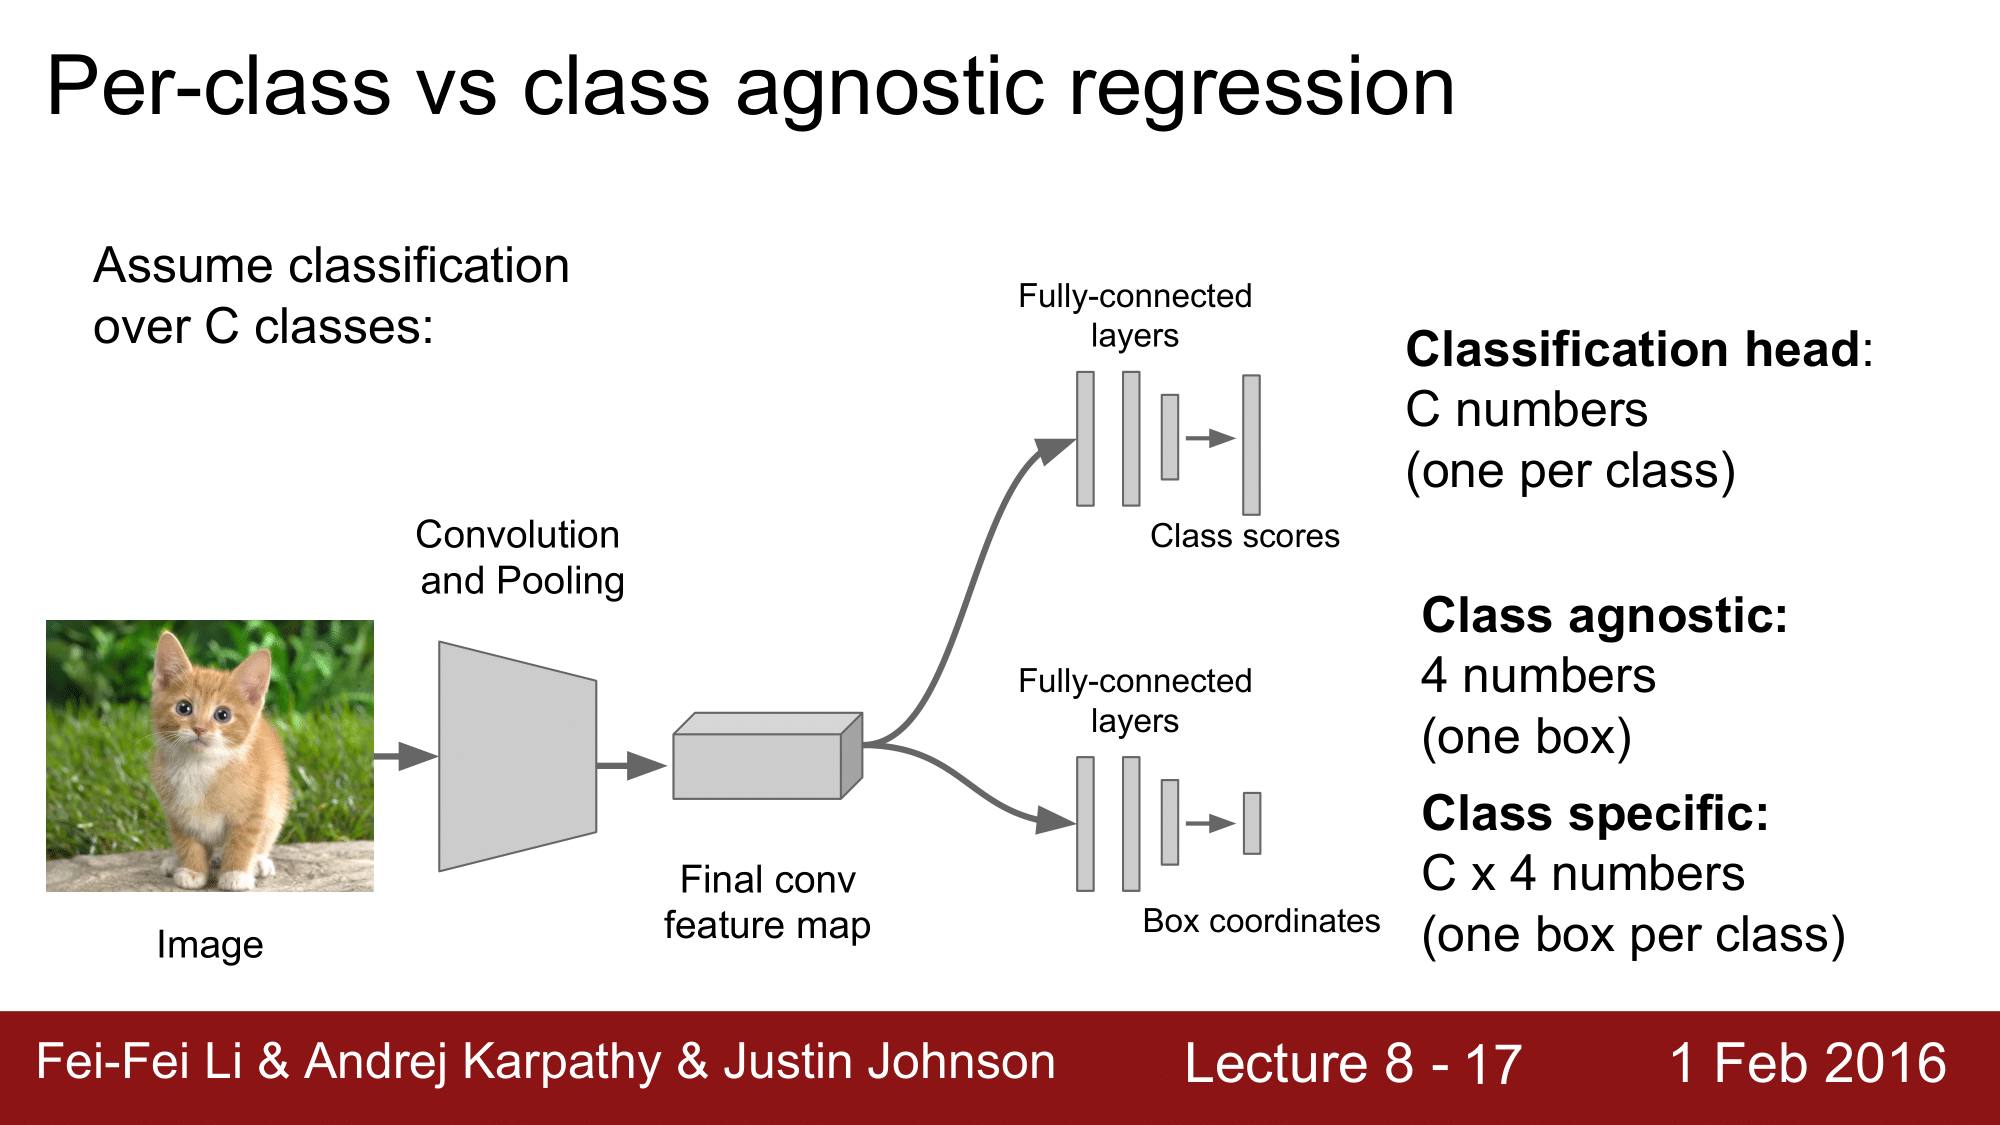 Per-class vs class agnostic regression
Assume classification
over C classes:
Fully-connected
layers
Classification head:
C numbers
(one per class)
Class scores
Convolution
and Pooling
Class agnostic:
4 numbers
(one box)
Fully-connected
layers
Class specific:
C x 4 numbers
(one box per class)
Final conv
feature map
Box coordinates
Image
Fei-Fei Li & Andrej Karpathy & Justin Johnson
Lecture 8 - 17
1 Feb 2016